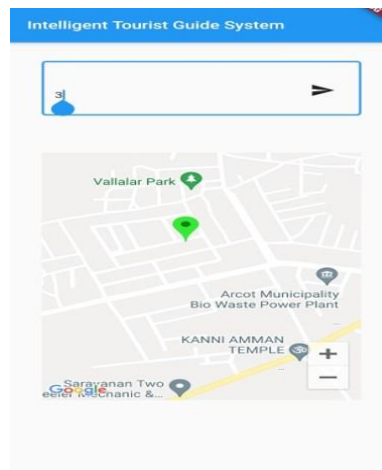 Intelligent Tourist Guide System
3
Vallalar Park
Arcot Municipality
Bio Waste Power Plant
KANNI AMMAN
TEMPLE
+
−
Saravanan Two
Google
eeler Mechanic &...